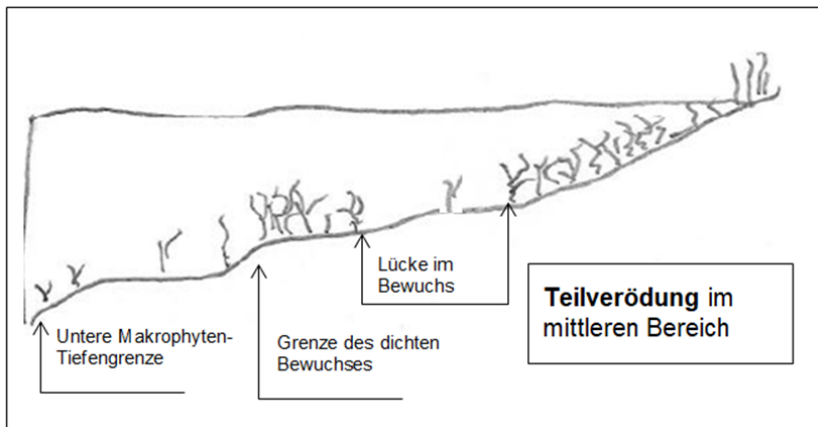 Lücke im
Bewuchs
Teilverödung im
mittleren Bereich
Untere Makrophyten-
Tiefengrenze
Grenze des dichten
Bewuchses